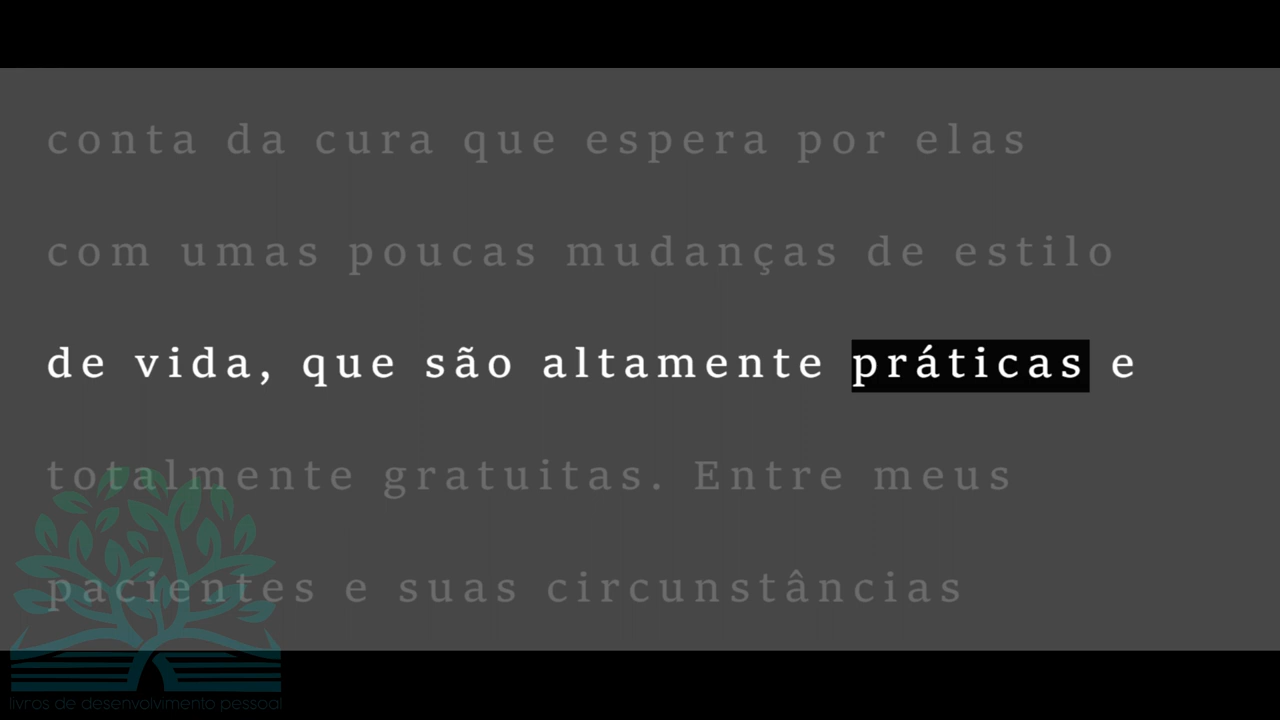 conta da cura que espera por elas
com umas poucas mudanças de estilo
de vida, que são altamente práticas e
totalmente gratuitas. Entre meus
pacientes e suas circunstâncias
livros de desenvolvimento pessoal